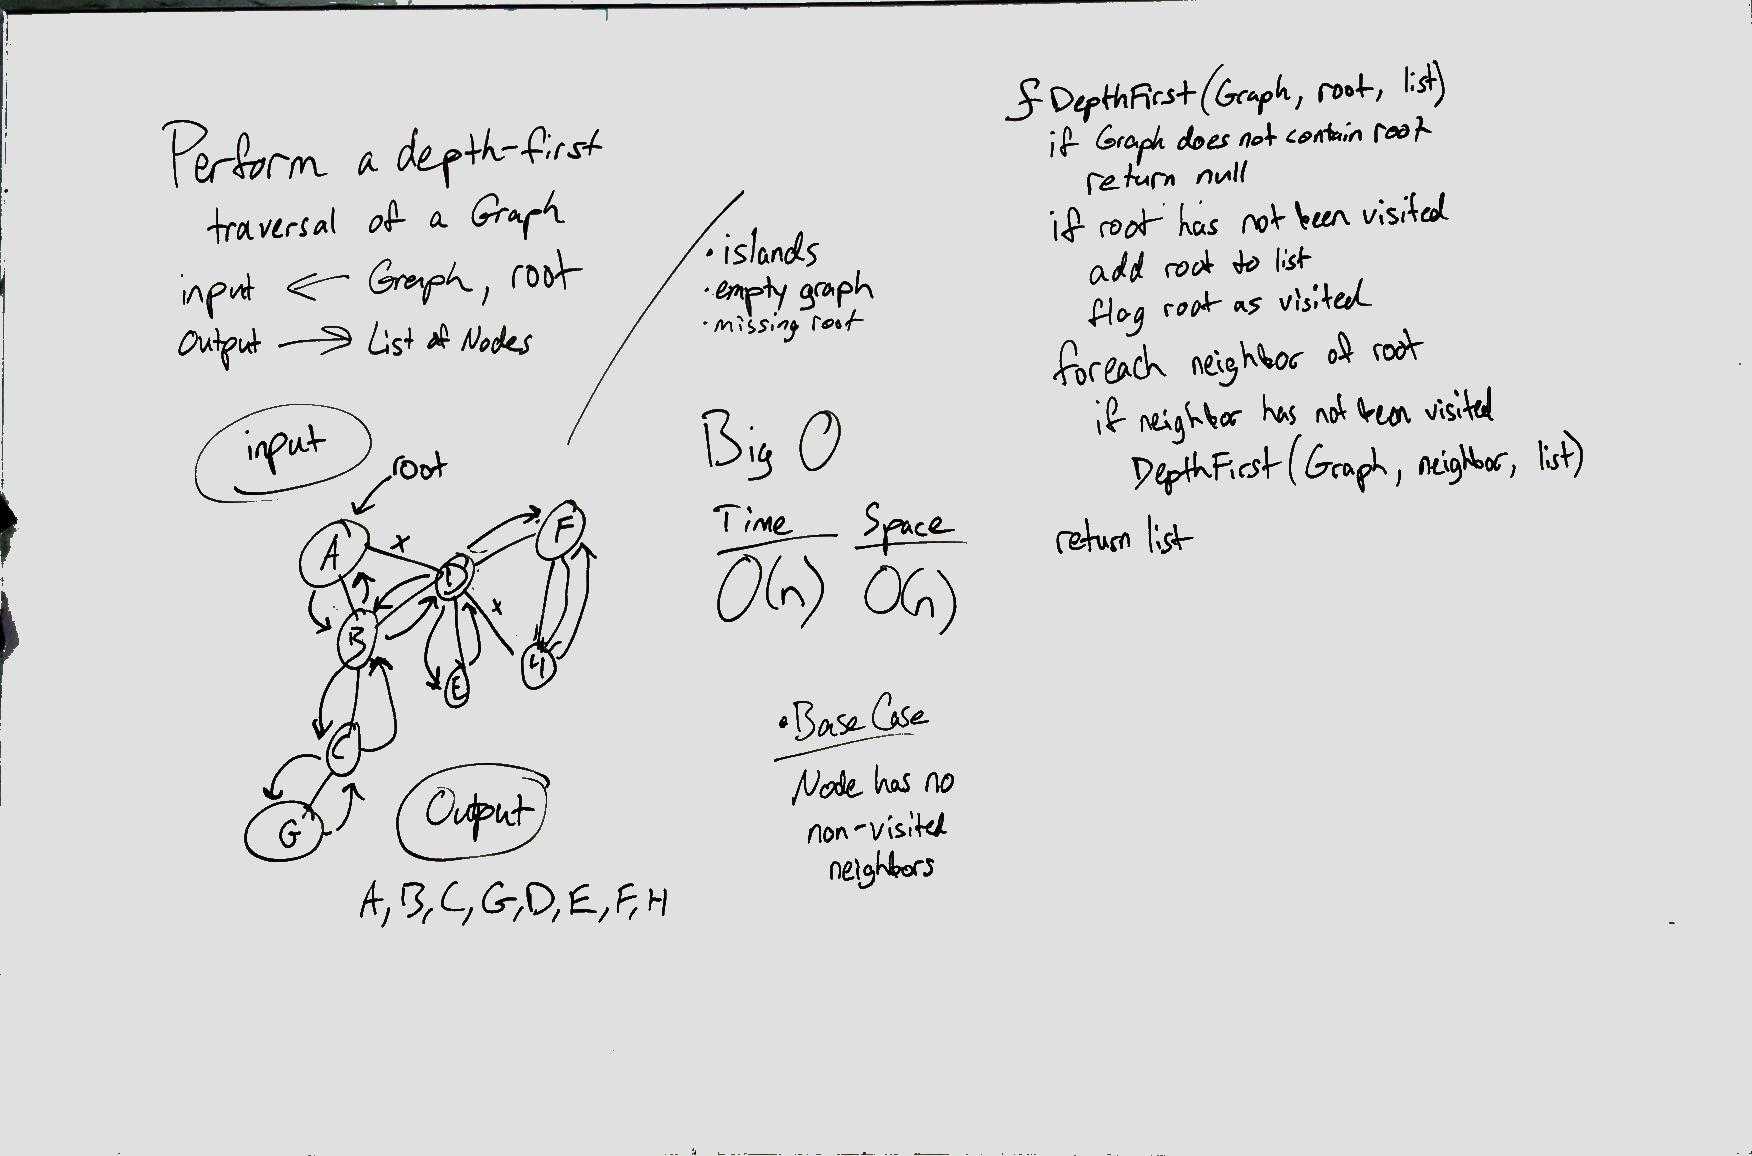 Perform a depth-first
traversal of a Graph
input ← Graph, root
Output → List of Nodes
input
root
A
x
D
F
B
x
E
H
C
G
Output
A, B, C, G, D, E, F, H
· islands
· empty graph
· missing root
Big O
Time Space
O(n) O(n)
· Base Case
Node has no
non-visited
neighbors
f DepthFirst(Graph, root, list)
if Graph does not contain root
return null
if root has not been visited
add root to list
flag root as visited
foreach neighbor of root
if neighbor has not been visited
DepthFirst(Graph, neighbor, list)
return list